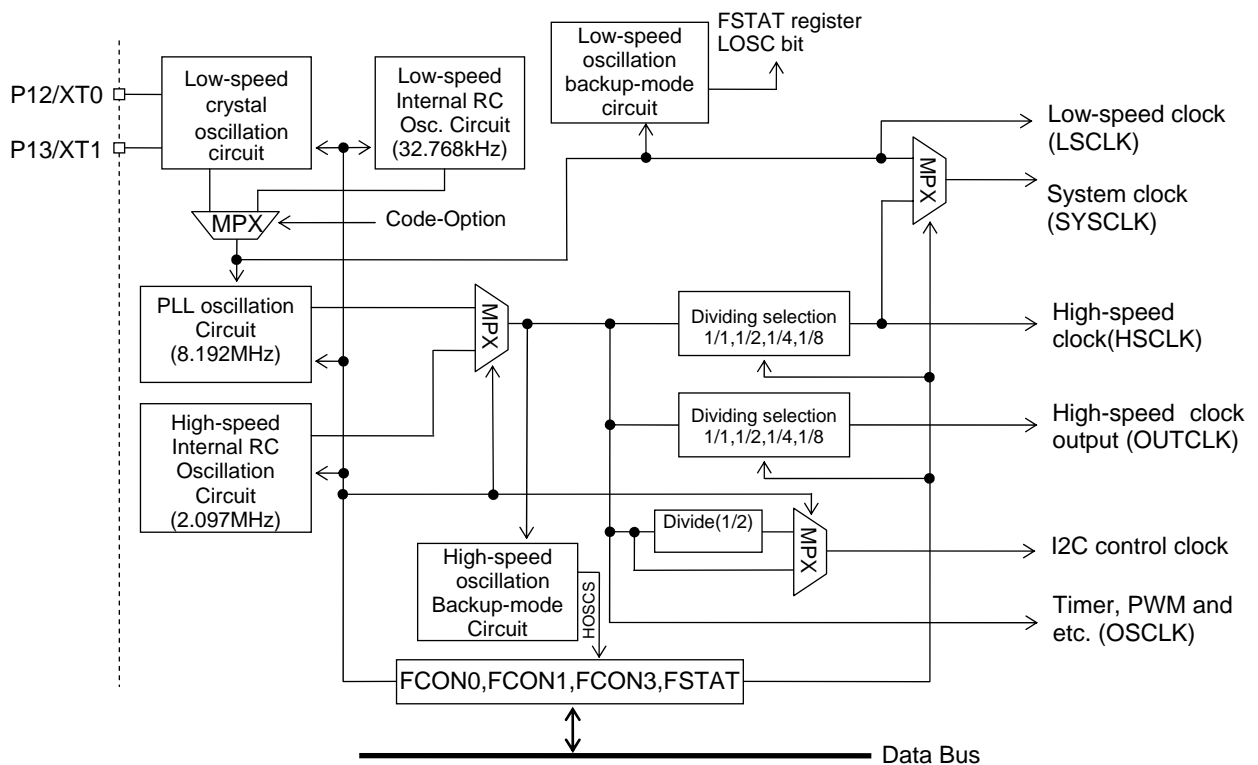 FSTAT register
LOSC bit
Low-speed
oscillation
backup-mode
circuit
P12/XT0
P13/XT1
Low-speed
crystal
oscillation
circuit
Low-speed
Internal RC
Osc. Circuit
(32.768kHz)
Low-speed clock
(LSCLK)
MPX
System clock
(SYSCLK)
MPX
Code-Option
PLL oscillation
Circuit
(8.192MHz)
MPX
Dividing selection
1/1,1/2,1/4,1/8
High-speed
clock(HSCLK)
High-speed
Internal RC
Oscillation
Circuit
(2.097MHz)
Dividing selection
1/1,1/2,1/4,1/8
High-speed clock
output (OUTCLK)
Divide(1/2)
MPX
I2C control clock
High-speed
oscillation
Backup-mode
Circuit
HOSCS
Timer, PWM and
etc. (OSCLK)
FCON0,FCON1,FCON3,FSTAT
Data Bus